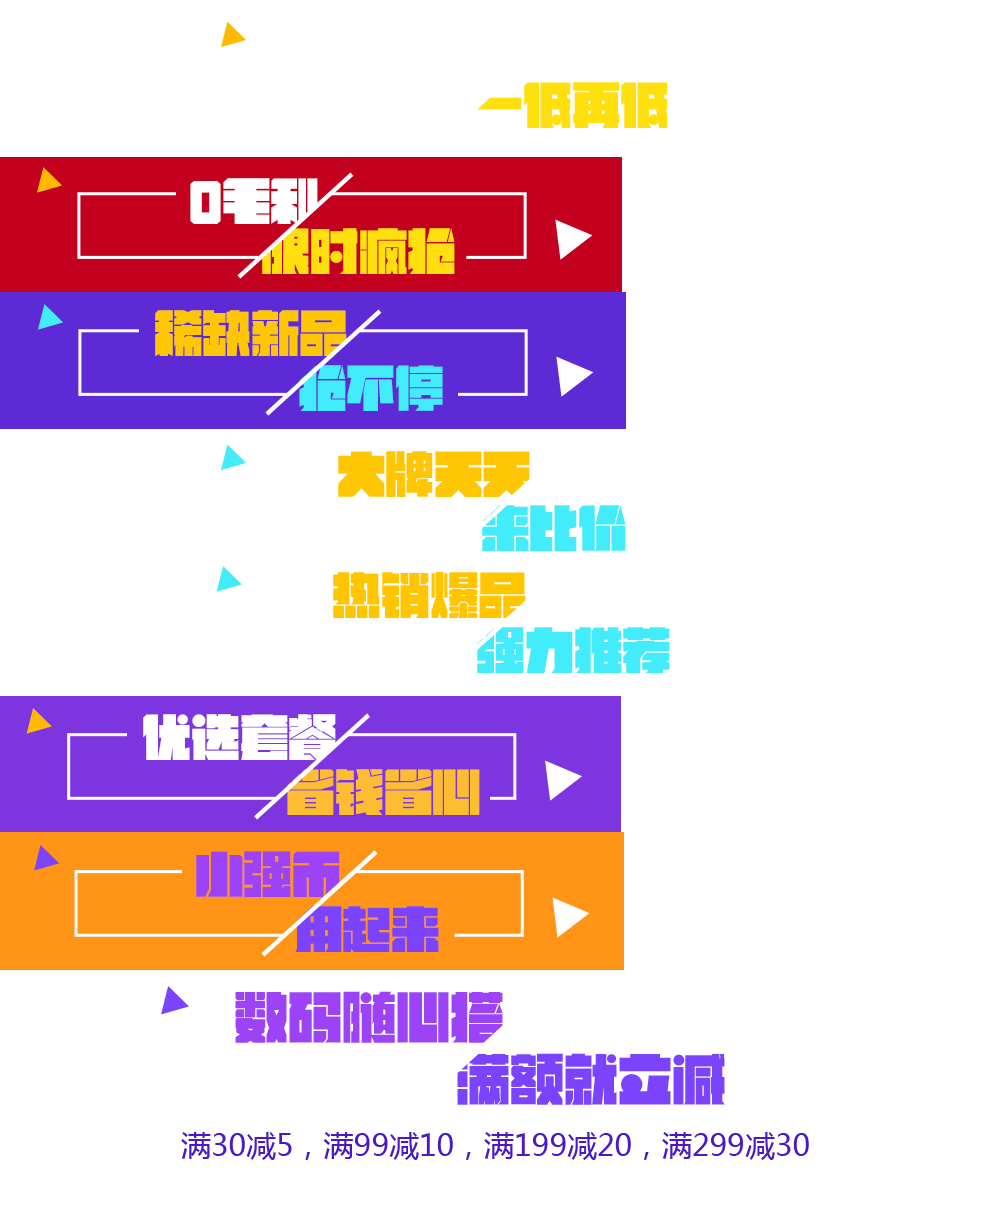 一低再低
0毛利
限时疯抢
稀缺新品
抢不停
大牌天天
来比价
热销爆品
强力推荐
优选套餐
省钱省心
小强币
用起来
数码随心搭
满额就立减
满30减5，满99减10，满199减20，满299减30